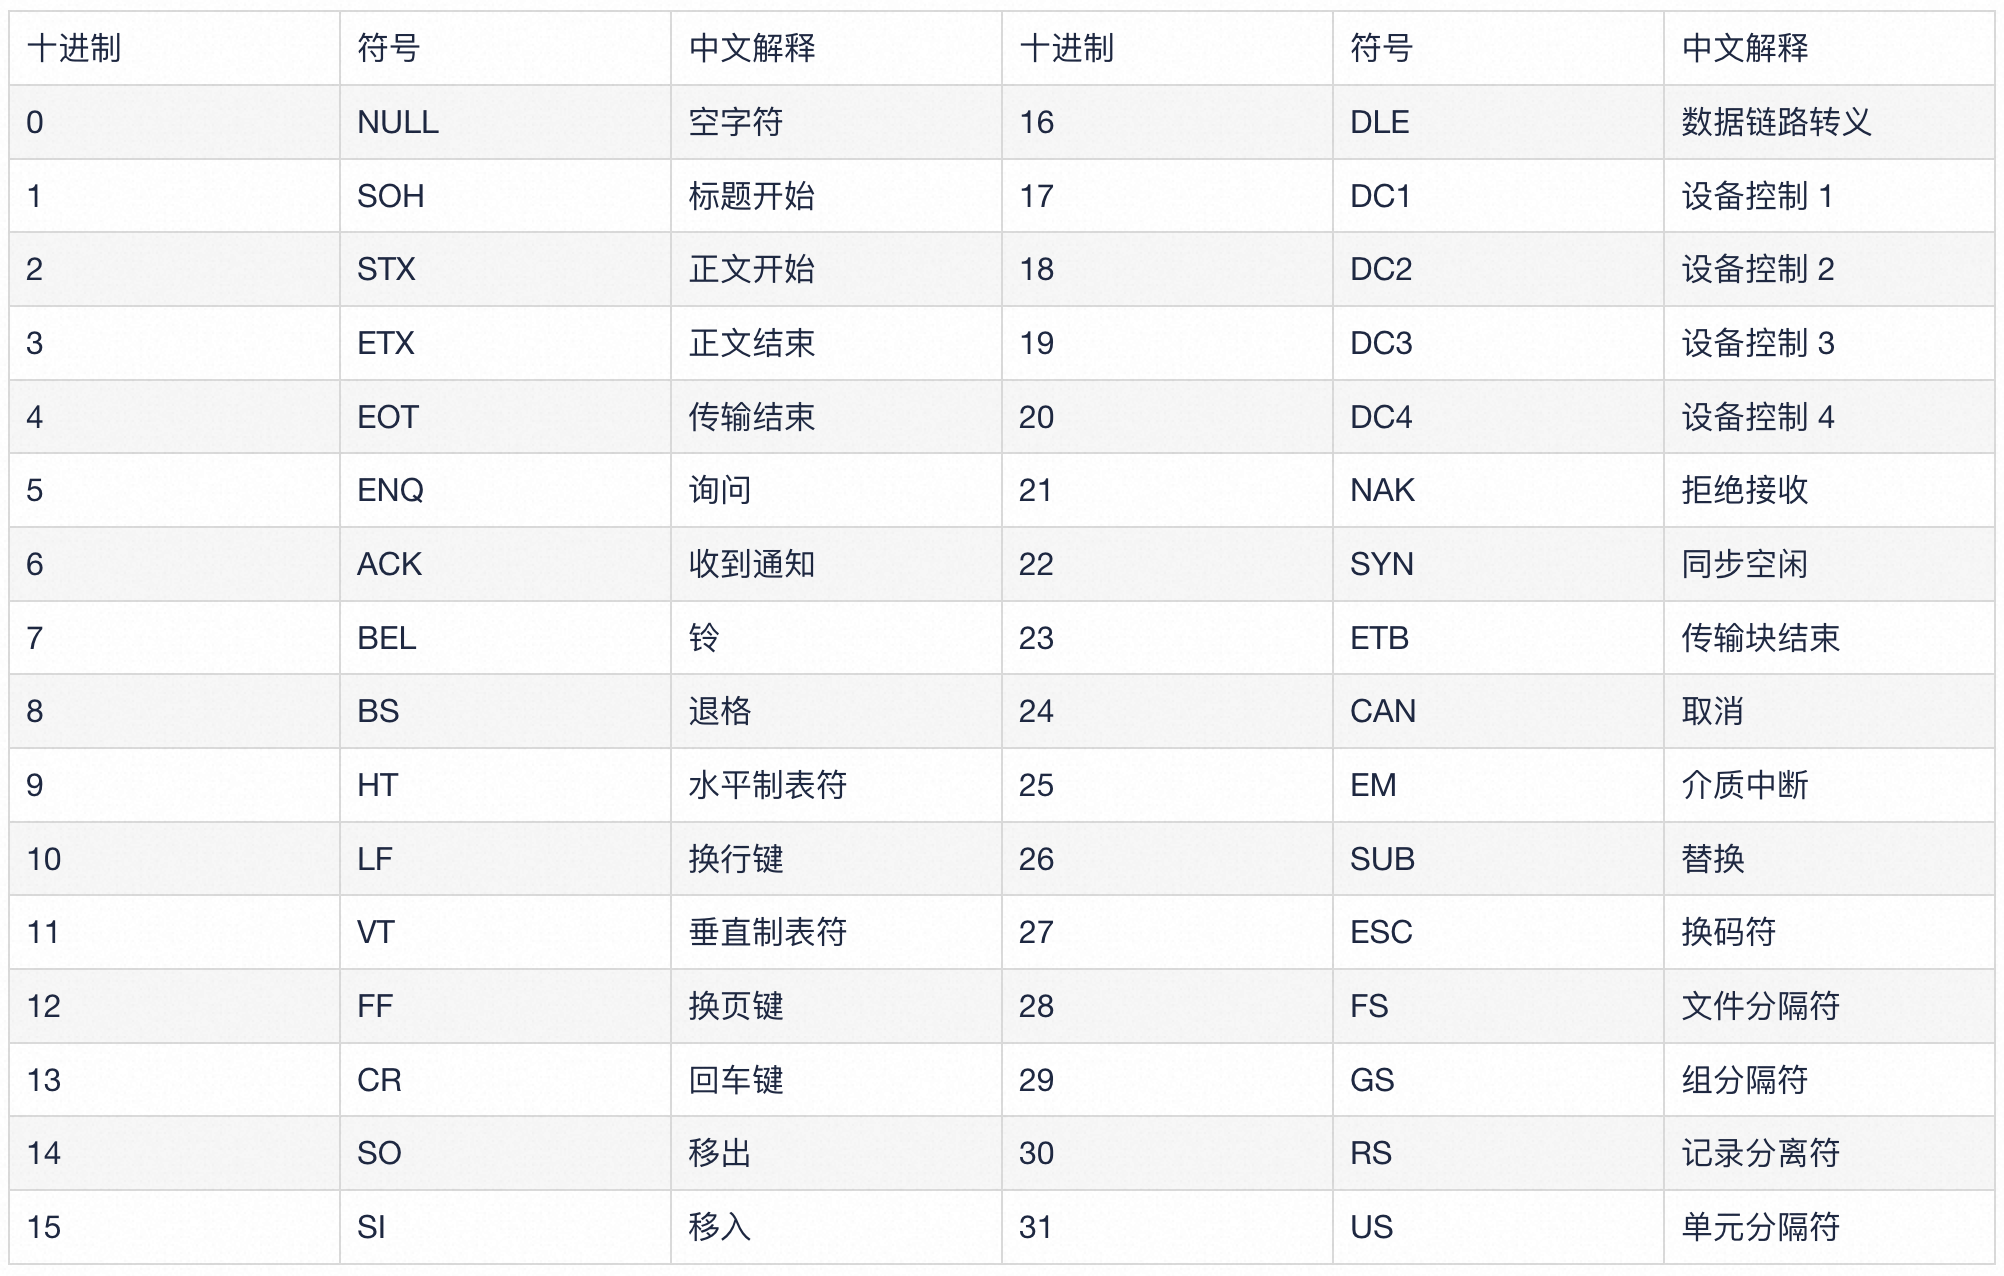 十进制 符号 中文解释 十进制 符号 中文解释
0 NULL 空字符 16 DLE 数据链路转义
1 SOH 标题开始 17 DC1 设备控制 1
2 STX 正文开始 18 DC2 设备控制 2
3 ETX 正文结束 19 DC3 设备控制 3
4 EOT 传输结束 20 DC4 设备控制 4
5 ENQ 询问 21 NAK 拒绝接收
6 ACK 收到通知 22 SYN 同步空闲
7 BEL 铃 23 ETB 传输块结束
8 BS 退格 24 CAN 取消
9 HT 水平制表符 25 EM 介质中断
10 LF 换行键 26 SUB 替换
11 VT 垂直制表符 27 ESC 换码符
12 FF 换页键 28 FS 文件分隔符
13 CR 回车键 29 GS 组分隔符
14 SO 移出 30 RS 记录分离符
15 SI 移入 31 US 单元分隔符